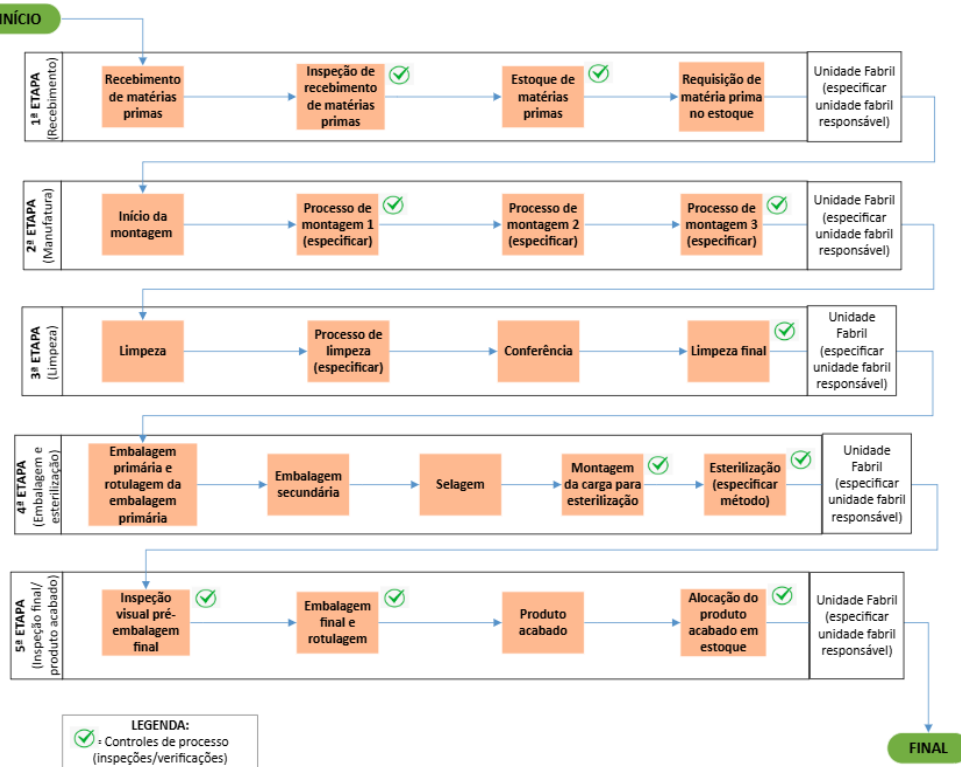 INÍCIO
1ª ETAPA
(Recebimento)
Recebimento
de matérias
primas
Inspeção de
recebimento
de matérias
primas
Estoque de
matérias
primas
Requisição de
matéria prima
no estoque
Unidade Fabril
(especificar
unidade fabril
responsável)
2ª ETAPA
(Manufatura)
Início da
montagem
Processo de
montagem 1
(especificar)
Processo de
montagem 2
(especificar)
Processo de
montagem 3
(especificar)
Unidade Fabril
(especificar
unidade fabril
responsável)
3ª ETAPA
(Limpeza)
Limpeza
Processo de
limpeza
(especificar)
Conferência
Limpeza final
Unidade
Fabril
(especificar
unidade fabril
responsável)
4ª ETAPA
(Embalagem e
esterilização)
Embalagem
primária e
rotulagem da
embalagem
primária
Embalagem
secundária
Selagem
Montagem
da carga para
esterilização
Esterilização
(especificar
método)
Unidade
Fabril
(especificar
unidade fabril
responsável)
5ª ETAPA
(Inspeção final/
produto acabado)
Inspeção
visual pré-
embalagem
final
Embalagem
final e
rotulagem
Produto
acabado
Alocação do
produto
acabado em
estoque
Unidade Fabril
(especificar
unidade fabril
responsável)
LEGENDA:
= Controles de processo
(inspeções/verificações)
FINAL